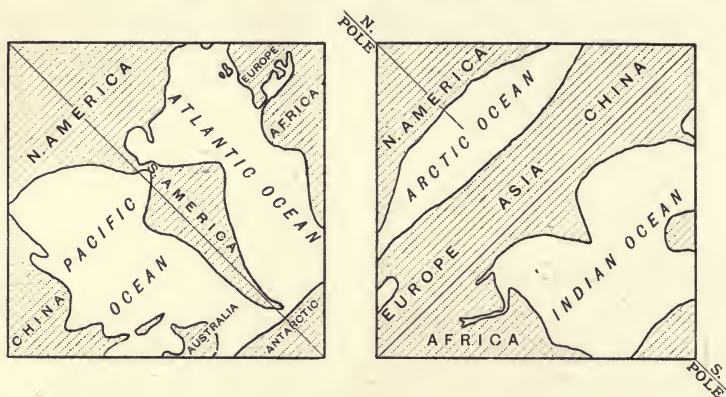 N. AMERICA
ATLANTIC OCEAN
EUROPE
AFRICA
S. AMERICA
PACIFIC
OCEAN
CHINA
AUSTRALIA
ANTARCTIC
N.
POLE
N. AMERICA
ARCTIC OCEAN
EUROPE ASIA CHINA
INDIAN OCEAN
AFRICA
S.
POLE